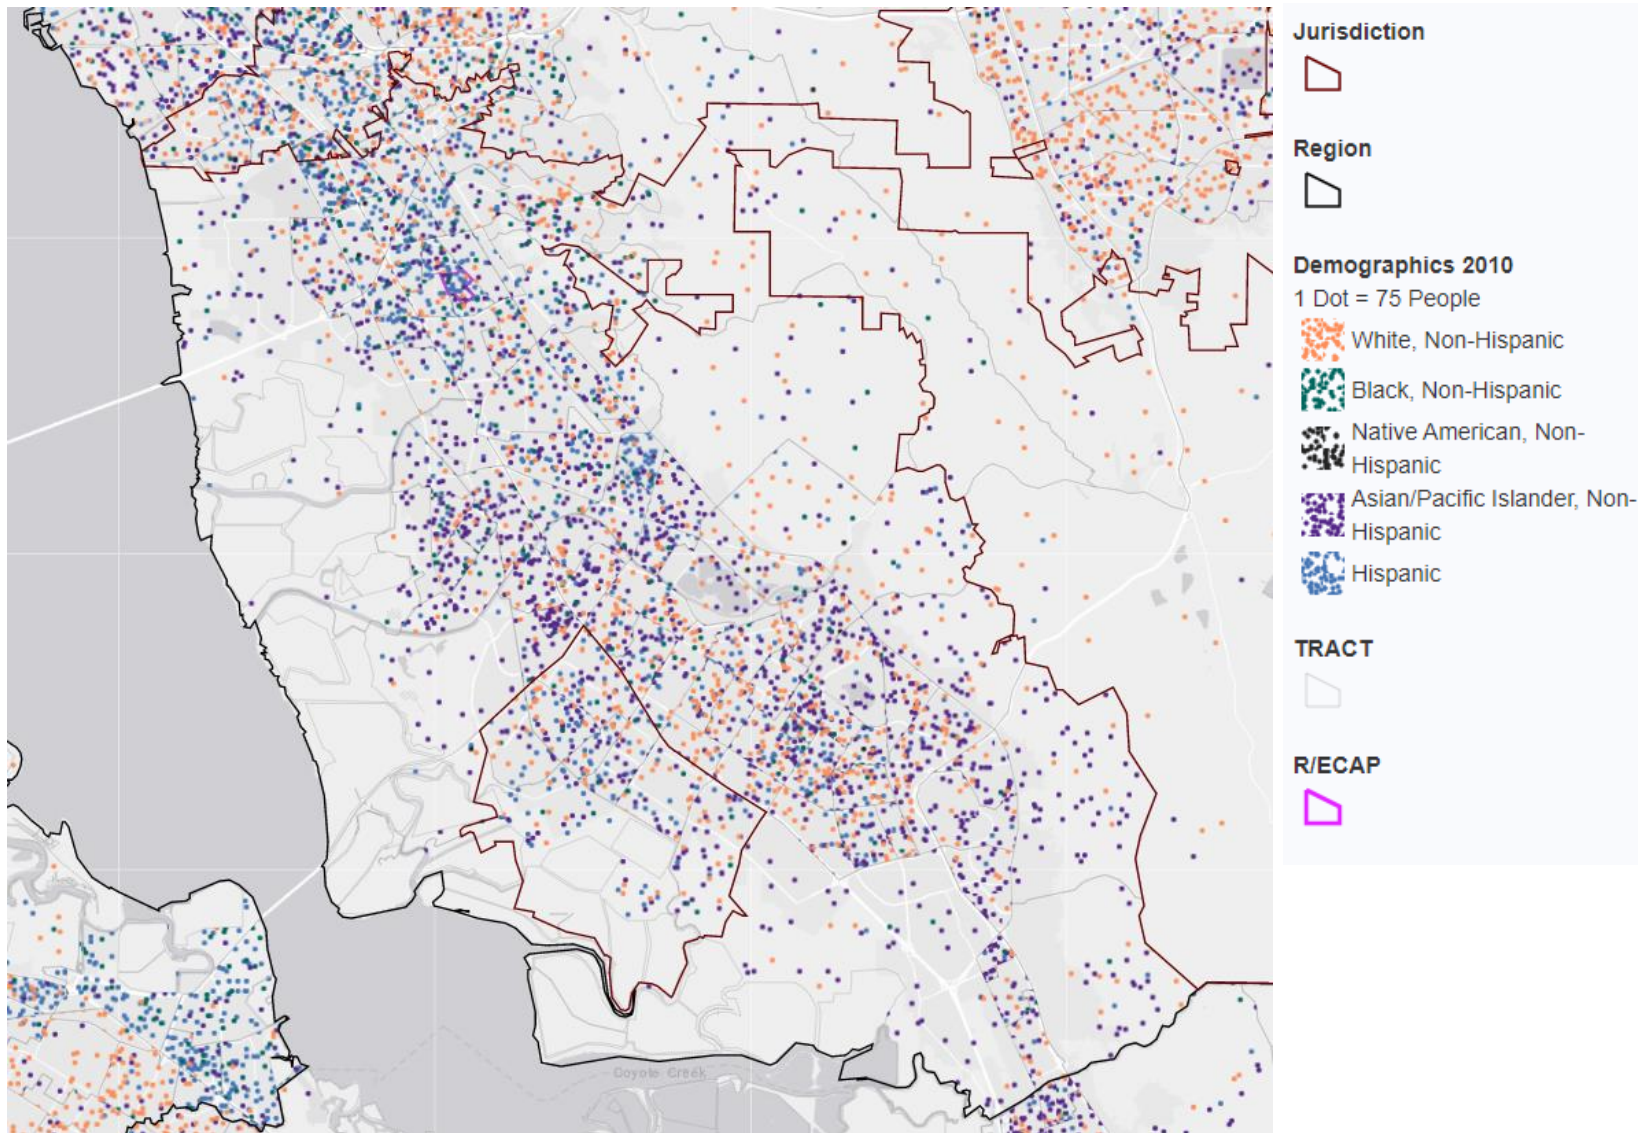 Jurisdiction
Region
Demographics 2010
1 Dot = 75 People
White, Non-Hispanic
Black, Non-Hispanic
Native American, Non-
Hispanic
Asian/Pacific Islander, Non-
Hispanic
Hispanic
TRACT
R/ECAP
Coyote Creek